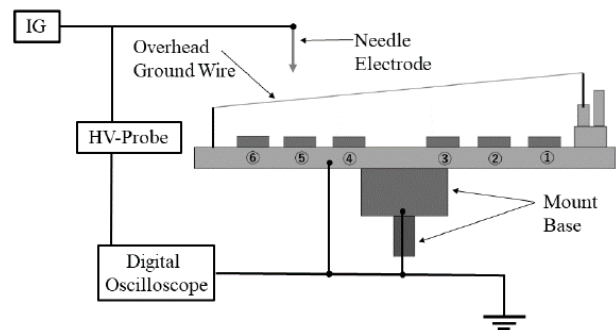 IG
Overhead
Ground Wire
Needle
Electrode
HV-Probe
⑥ ⑤ ④ ③ ② ①
Mount
Base
Digital
Oscilloscope